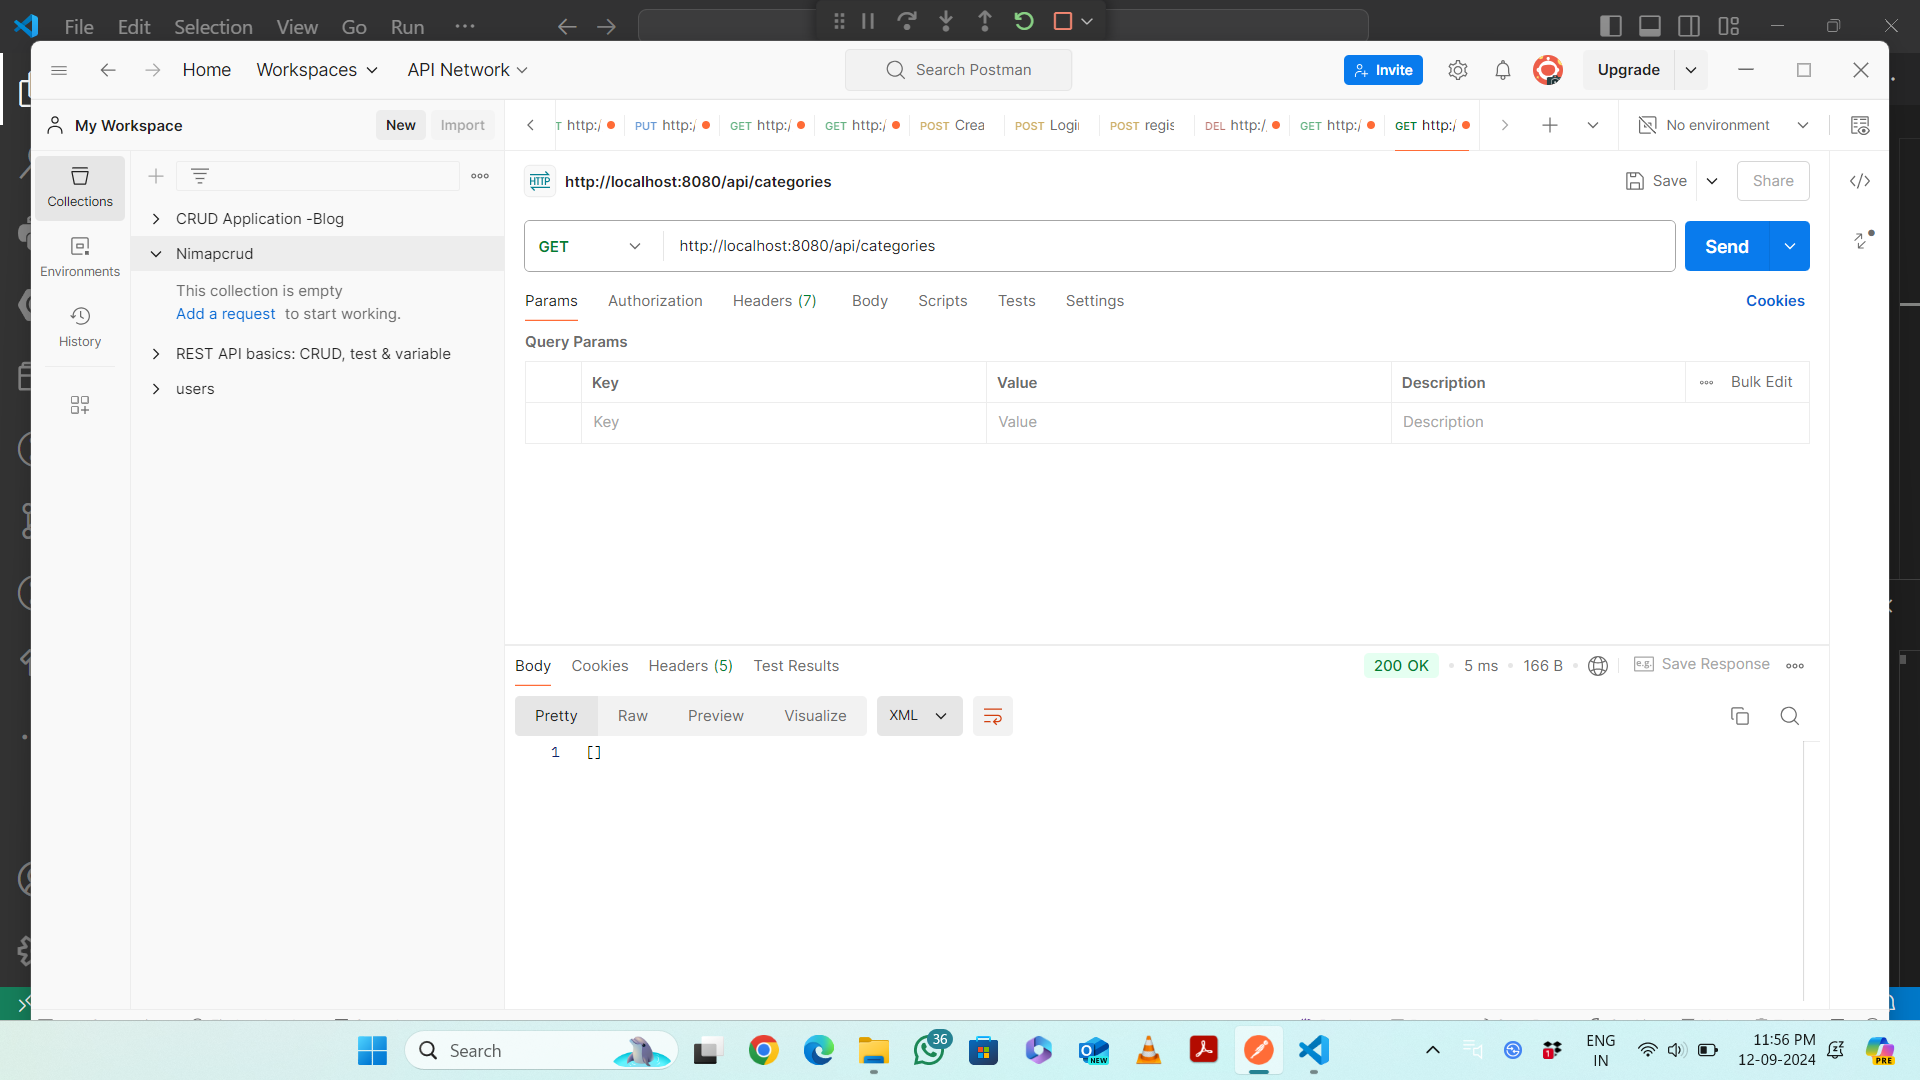 File Edit Selection View Go Run
Home Workspaces API Network
Search Postman
Invite
Upgrade
My Workspace
New
Import
T http:/
PUT http:/
GET http:/
GET http:/
POST Crea
POST Logi
POST regis
DEL http:/
GET http:/
GET http:/
No environment
Collections
Environments
History
CRUD Application -Blog
Nimapcrud
This collection is empty
Add a request to start working.
REST API basics: CRUD, test & variable
users
HTTP
http://localhost:8080/api/categories
Save
Share
GET
http://localhost:8080/api/categories
Send
Params Authorization Headers (7) Body Scripts Tests Settings
Cookies
Query Params
Key Value Description Bulk Edit
Key Value Description
Body Cookies Headers (5) Test Results
200 OK 5 ms 166 B
e.g. Save Response
Pretty Raw Preview Visualize XML
1 []
Search
36
NEW
1
ENG
IN
11:56 PM
12-09-2024
PRE